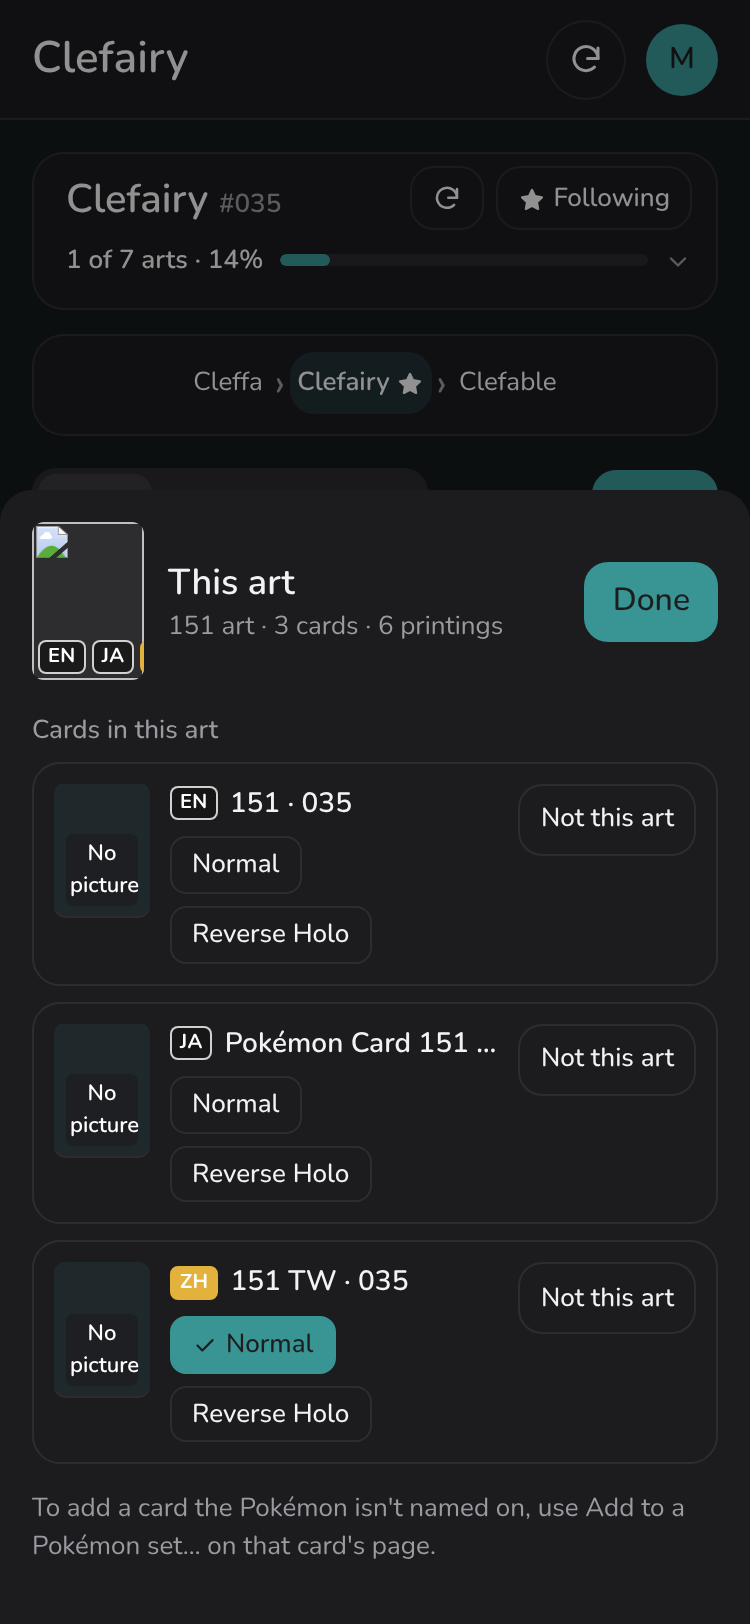 Clefairy
M
Clefairy #035
Following
1 of 7 arts · 14%
Cleffa › Clefairy › Clefable
This art
151 art · 3 cards · 6 printings
Done
EN JA
Cards in this art
No picture
EN 151 · 035
Not this art
Normal
Reverse Holo
No picture
JA Pokémon Card 151 ...
Not this art
Normal
Reverse Holo
No picture
ZH 151 TW · 035
Not this art
Normal
Reverse Holo
To add a card the Pokémon isn't named on, use Add to a
Pokémon set... on that card's page.